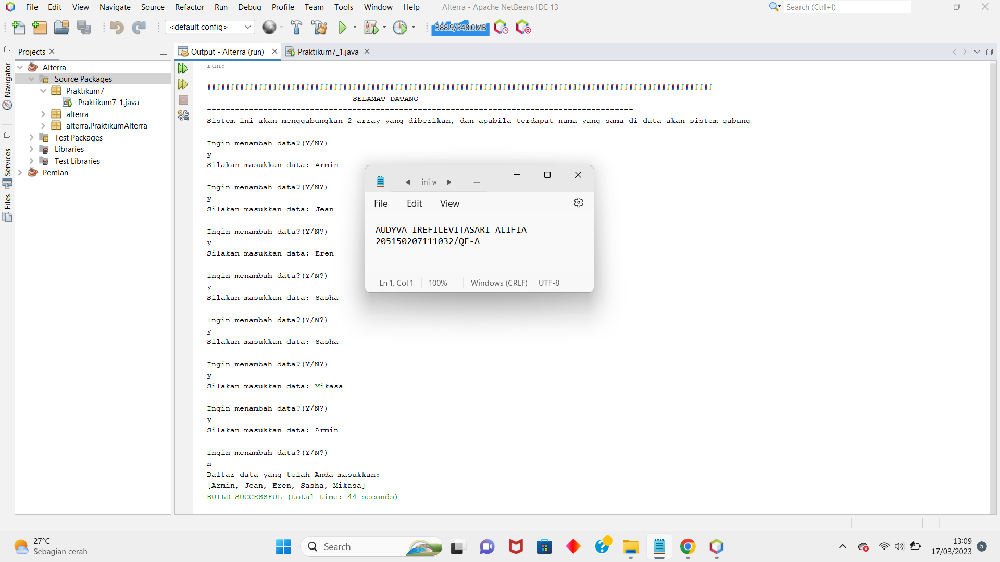 File Edit View Navigate Source Refactor Run Debug Profile Team Tools Window Help Alterra - Apache NetBeans IDE 13 Search (Ctrl+I)
<default config> 388.9/548.0MB
Projects Output - Alterra (run) Praktikum7_1.java
Navigator
Services
Files
Alterra
Source Packages
Praktikum7
Praktikum7_1.java
alterra
alterra.PraktikumAlterra
Test Packages
Libraries
Test Libraries
Pemlan
run:
############################################################################################################
SELAMAT DATANG
-------------------------------------------------------------------------------------------
Sistem ini akan menggabungkan 2 array yang diberikan, dan apabila terdapat nama yang sama di data akan sistem gabung
Ingin menambah data?(Y/N?)
y
Silakan masukkan data: Armin
Ingin menambah data?(Y/N?)
y
Silakan masukkan data: Jean
Ingin menambah data?(Y/N?)
y
Silakan masukkan data: Eren
Ingin menambah data?(Y/N?)
y
Silakan masukkan data: Sasha
Ingin menambah data?(Y/N?)
y
Silakan masukkan data: Sasha
Ingin menambah data?(Y/N?)
y
Silakan masukkan data: Mikasa
Ingin menambah data?(Y/N?)
y
Silakan masukkan data: Armin
Ingin menambah data?(Y/N?)
n
Daftar data yang telah Anda masukkan:
[Armin, Jean, Eren, Sasha, Mikasa]
BUILD SUCCESSFUL (total time: 44 seconds)
ini
File Edit View
AUDYVA IREFILEVITASARI ALIFIA
205150207111032/QE-A
Ln 1, Col 1 100% Windows (CRLF) UTF-8
27°C
Sebagian cerah
Search
13:09
17/03/2023
5